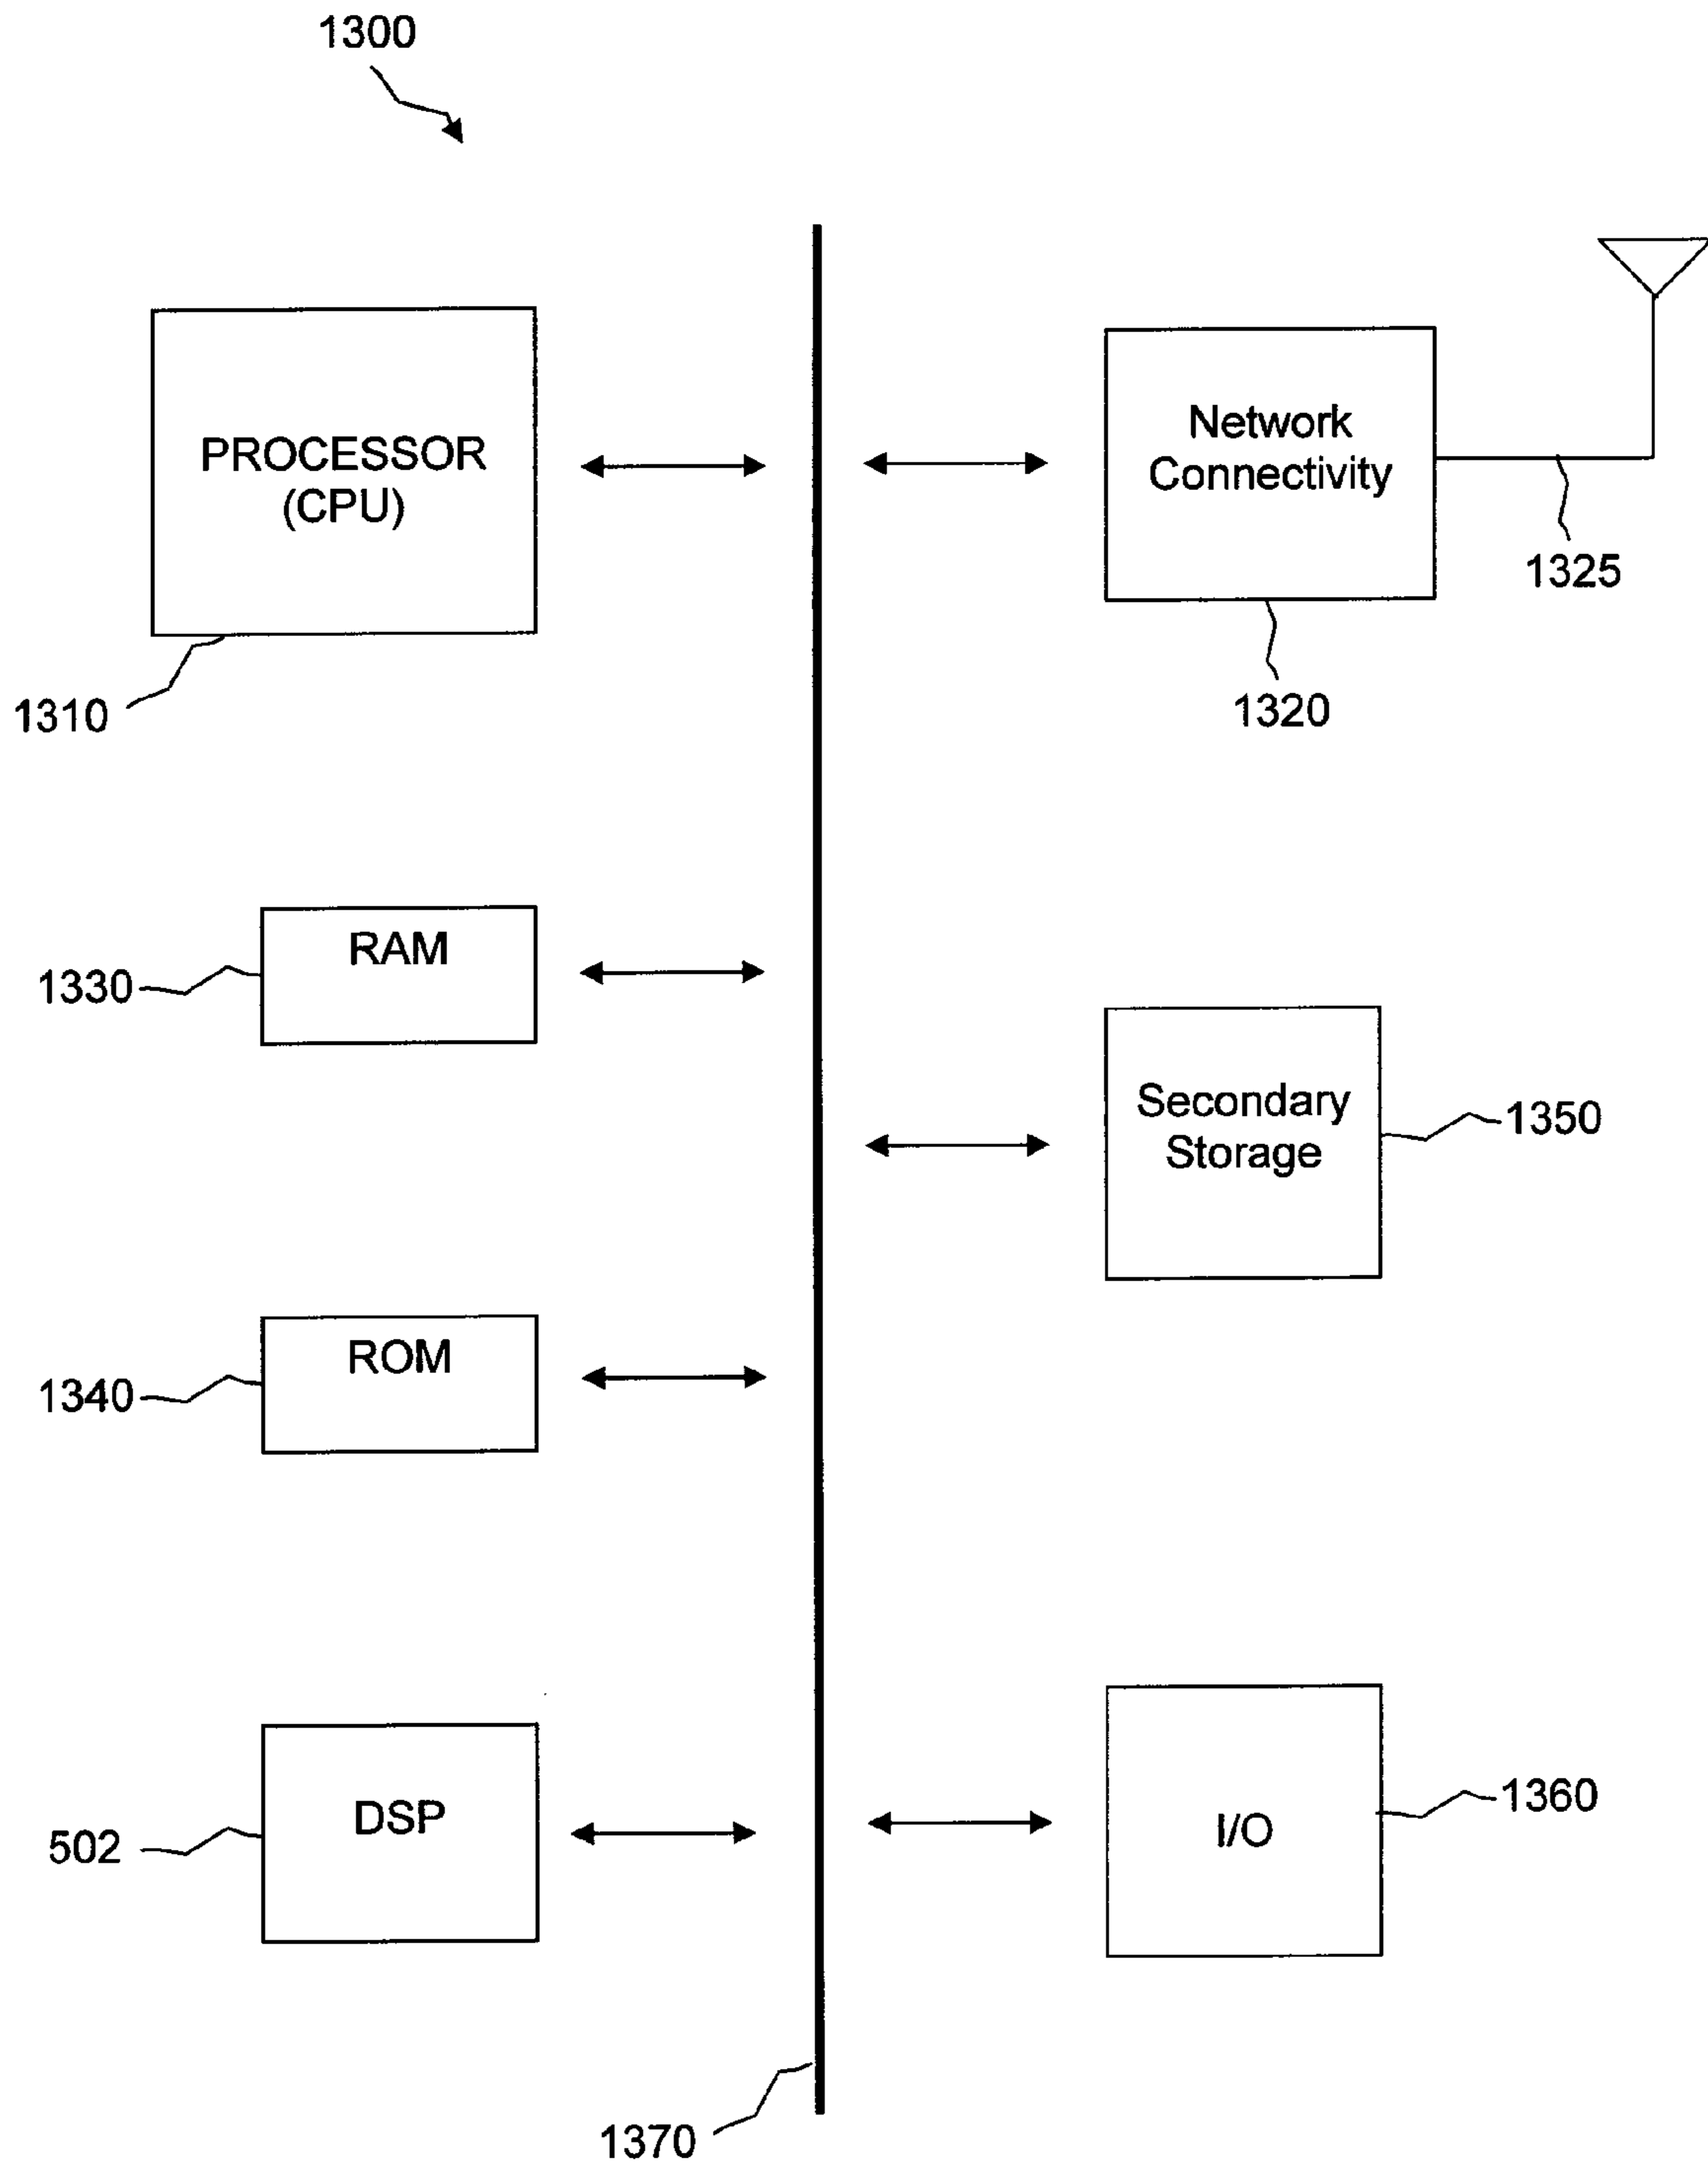 1300
PROCESSOR
(CPU)
1310
Network
Connectivity
1325
1320
RAM
1330
Secondary
Storage
1350
ROM
1340
DSP
502
I/O
1360
1370